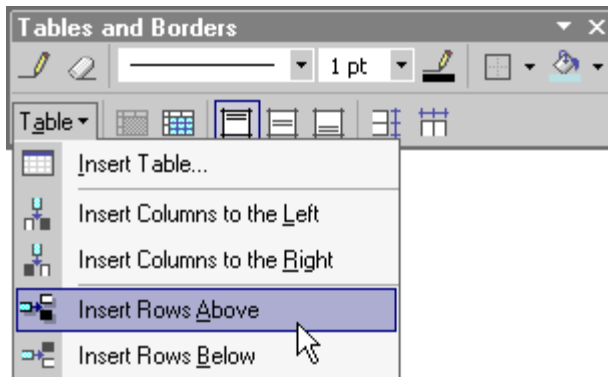 Tables and Borders
1 pt
Table
Insert Table...
Insert Columns to the Left
Insert Columns to the Right
Insert Rows Above
Insert Rows Below